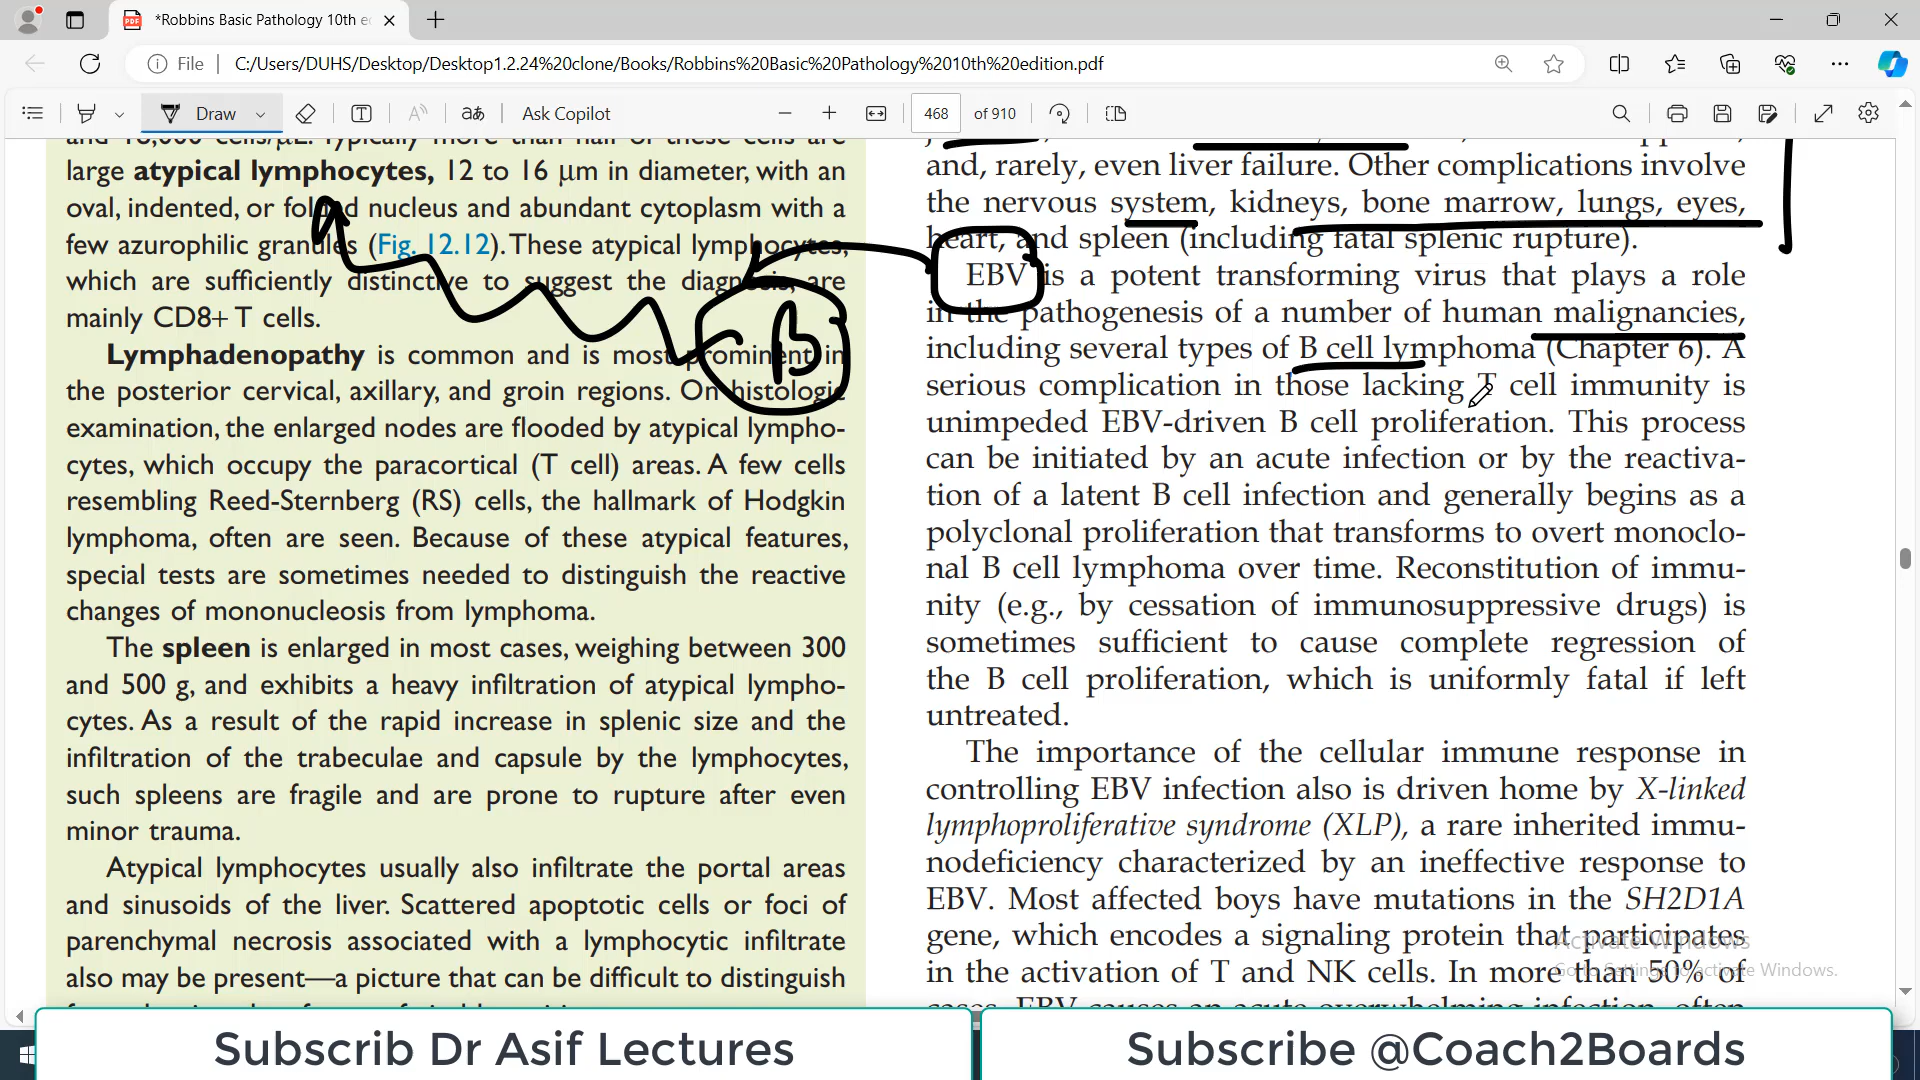 *Robbins Basic Pathology 10th ed
File
C:/Users/DUHS/Desktop/Desktop1.2.24%20clone/Books/Robbins%20Basic%20Pathology%2010th%20edition.pdf
Draw
Ask Copilot
468 of 910
large atypical lymphocytes, 12 to 16 μm in diameter, with an
oval, indented, or folded nucleus and abundant cytoplasm with a
few azurophilic granules (Fig. 12.12). These atypical lymphocytes,
which are sufficiently distinctive to suggest the diagnosis, are
mainly CD8+ T cells.
B
Lymphadenopathy is common and is most prominent in
the posterior cervical, axillary, and groin regions. On histologic
examination, the enlarged nodes are flooded by atypical lympho-
cytes, which occupy the paracortical (T cell) areas. A few cells
resembling Reed-Sternberg (RS) cells, the hallmark of Hodgkin
lymphoma, often are seen. Because of these atypical features,
special tests are sometimes needed to distinguish the reactive
changes of mononucleosis from lymphoma.
The spleen is enlarged in most cases, weighing between 300
and 500 g, and exhibits a heavy infiltration of atypical lympho-
cytes. As a result of the rapid increase in splenic size and the
infiltration of the trabeculae and capsule by the lymphocytes,
such spleens are fragile and are prone to rupture after even
minor trauma.
Atypical lymphocytes usually also infiltrate the portal areas
and sinusoids of the liver. Scattered apoptotic cells or foci of
parenchymal necrosis associated with a lymphocytic infiltrate
also may be present—a picture that can be difficult to distinguish
and, rarely, even liver failure. Other complications involve
the nervous system, kidneys, bone marrow, lungs, eyes,
heart, and spleen (including fatal splenic rupture).
EBV is a potent transforming virus that plays a role
in the pathogenesis of a number of human malignancies,
including several types of B cell lymphoma (Chapter 6). A
serious complication in those lacking T cell immunity is
unimpeded EBV-driven B cell proliferation. This process
can be initiated by an acute infection or by the reactiva-
tion of a latent B cell infection and generally begins as a
polyclonal proliferation that transforms to overt monoclo-
nal B cell lymphoma over time. Reconstitution of immu-
nity (e.g., by cessation of immunosuppressive drugs) is
sometimes sufficient to cause complete regression of
the B cell proliferation, which is uniformly fatal if left
untreated.
The importance of the cellular immune response in
controlling EBV infection also is driven home by X-linked
lymphoproliferative syndrome (XLP), a rare inherited immu-
nodeficiency characterized by an ineffective response to
EBV. Most affected boys have mutations in the SH2D1A
gene, which encodes a signaling protein that participates
in the activation of T and NK cells. In more than 50% of
cases, EBV causes an acute overwhelming infection, often
Activate Windows
Go to Settings to activate Windows.
Subscrib Dr Asif Lectures
Subscribe @Coach2Boards